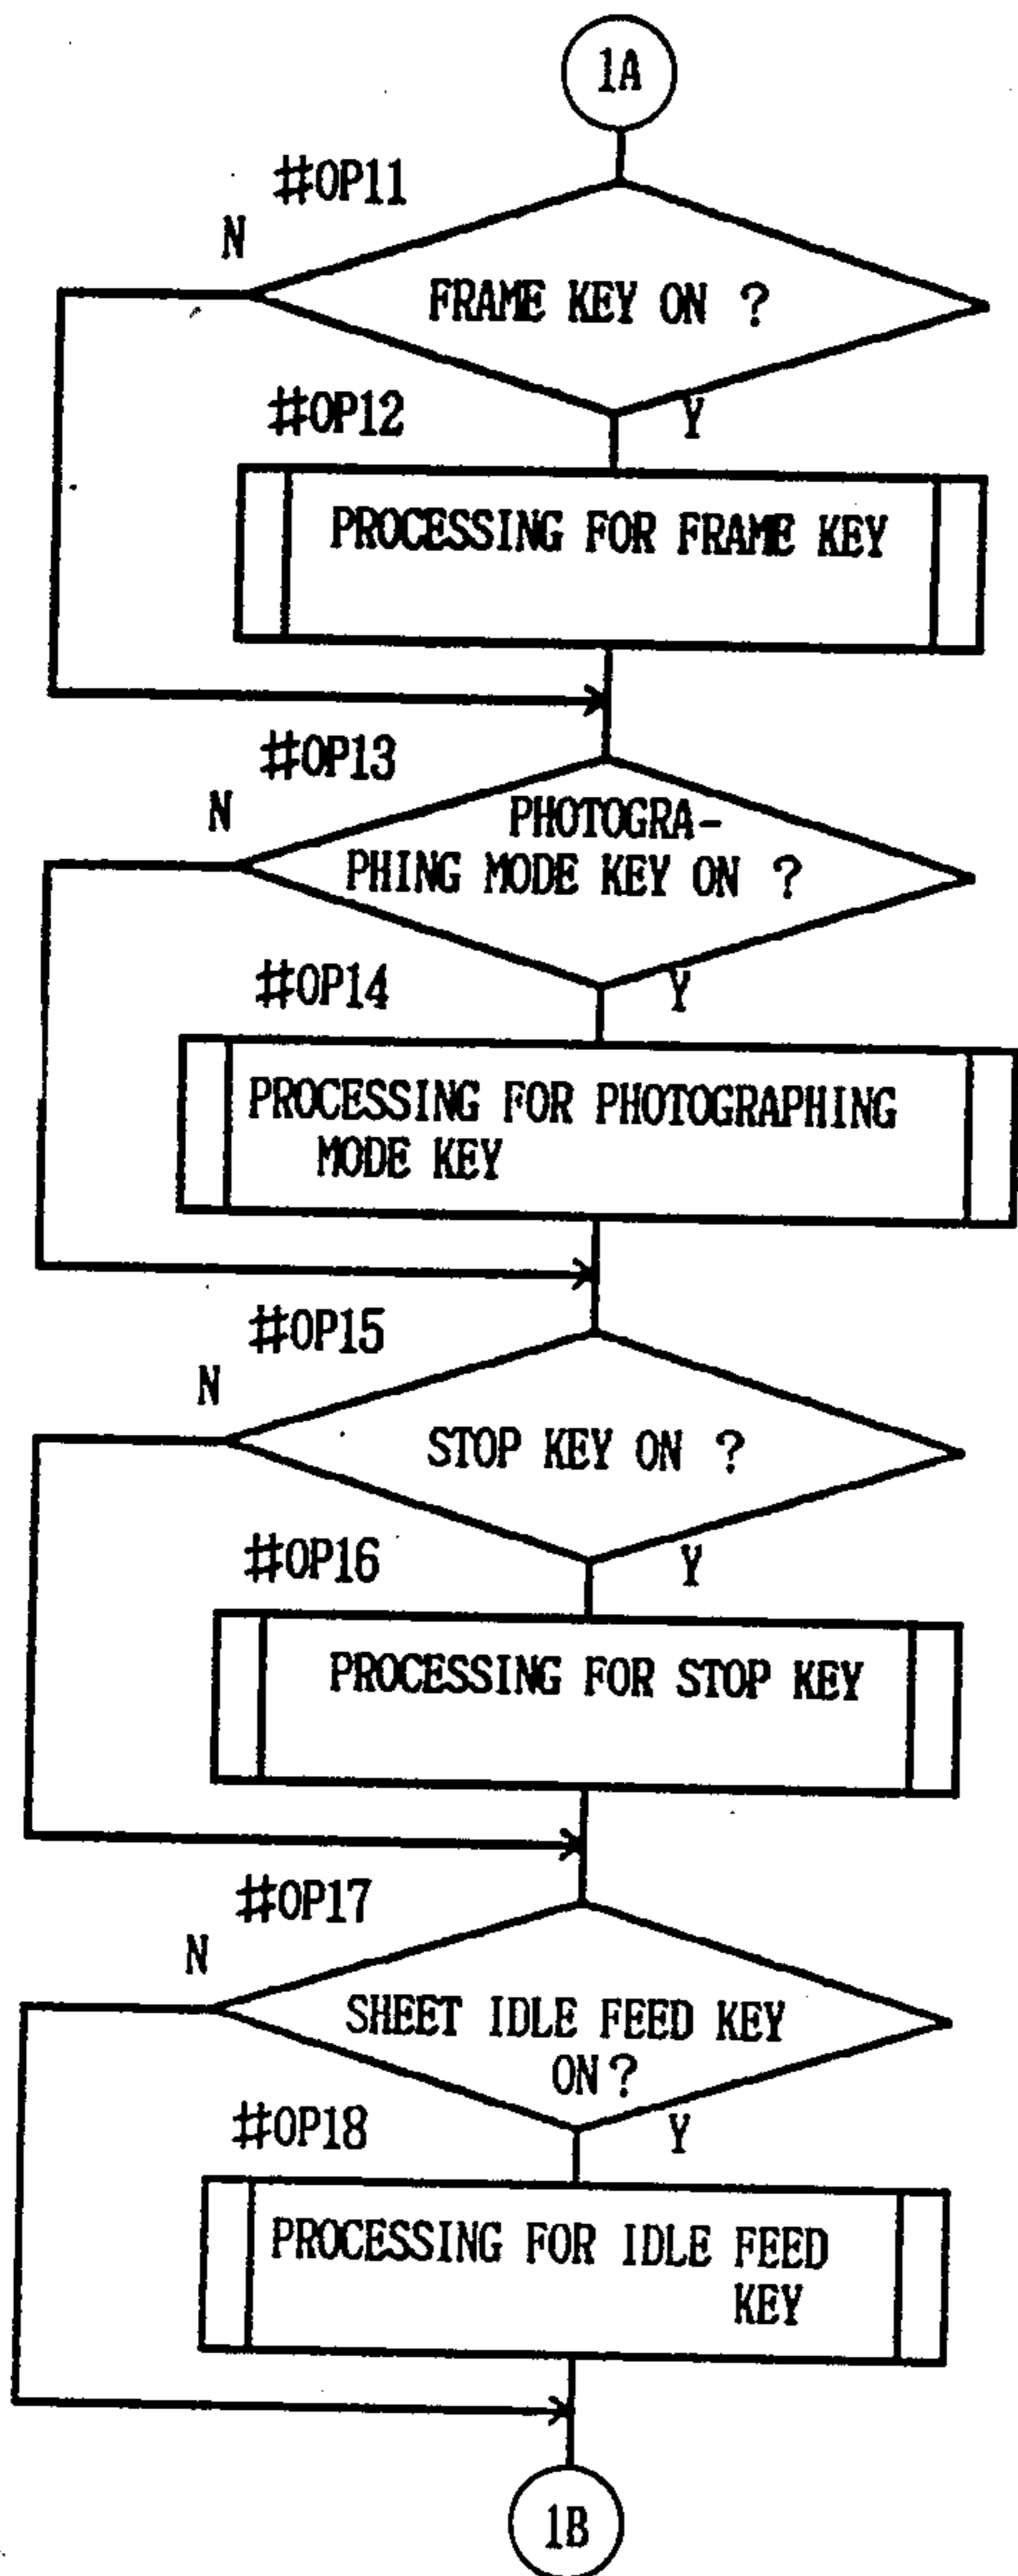 1A
#OP11
N
FRAME KEY ON ?
#OP12
Y
PROCESSING FOR FRAME KEY
#OP13
N
PHOTOGRA-
PHING MODE KEY ON ?
#OP14
Y
PROCESSING FOR PHOTOGRAPHING
MODE KEY
#OP15
N
STOP KEY ON ?
#OP16
Y
PROCESSING FOR STOP KEY
#OP17
N
SHEET IDLE FEED KEY
ON?
#OP18
Y
PROCESSING FOR IDLE FEED
KEY
1B